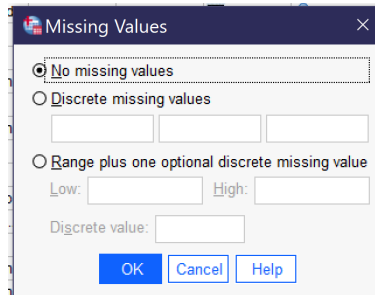 Missing Values
No missing values
Discrete missing values
Range plus one optional discrete missing value
Low: High:
Discrete value:
OK Cancel Help